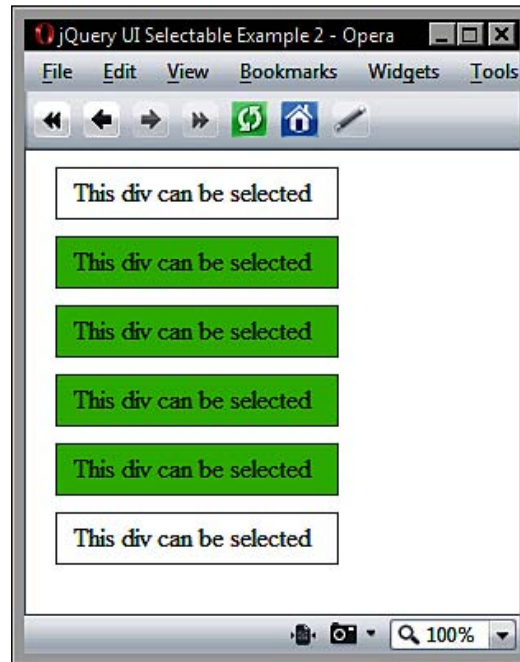 jQuery UI Selectable Example 2 - Opera
File Edit View Bookmarks Widgets Tools
This div can be selected
This div can be selected
This div can be selected
This div can be selected
This div can be selected
This div can be selected
100%